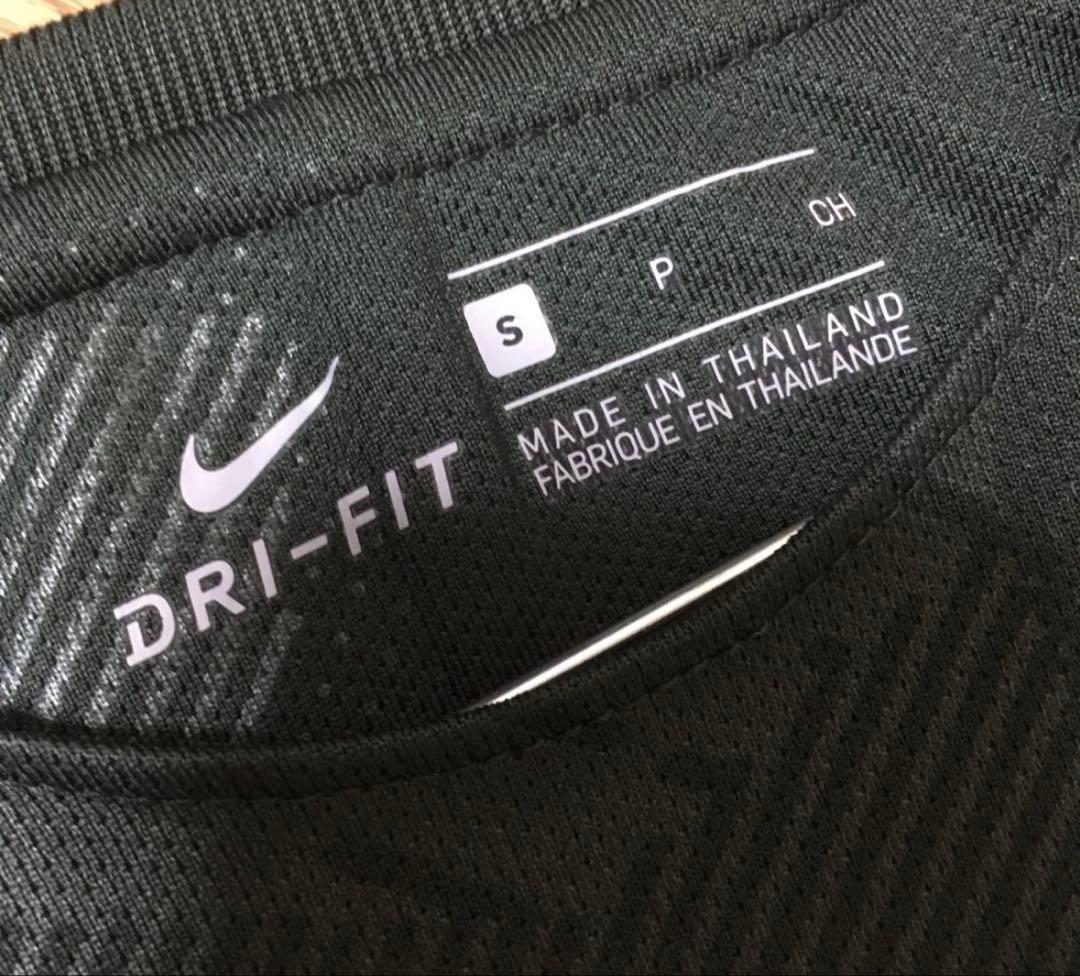 S P CH
MADE IN THAILAND
FABRIQUE EN THAILANDE
DRI-FIT